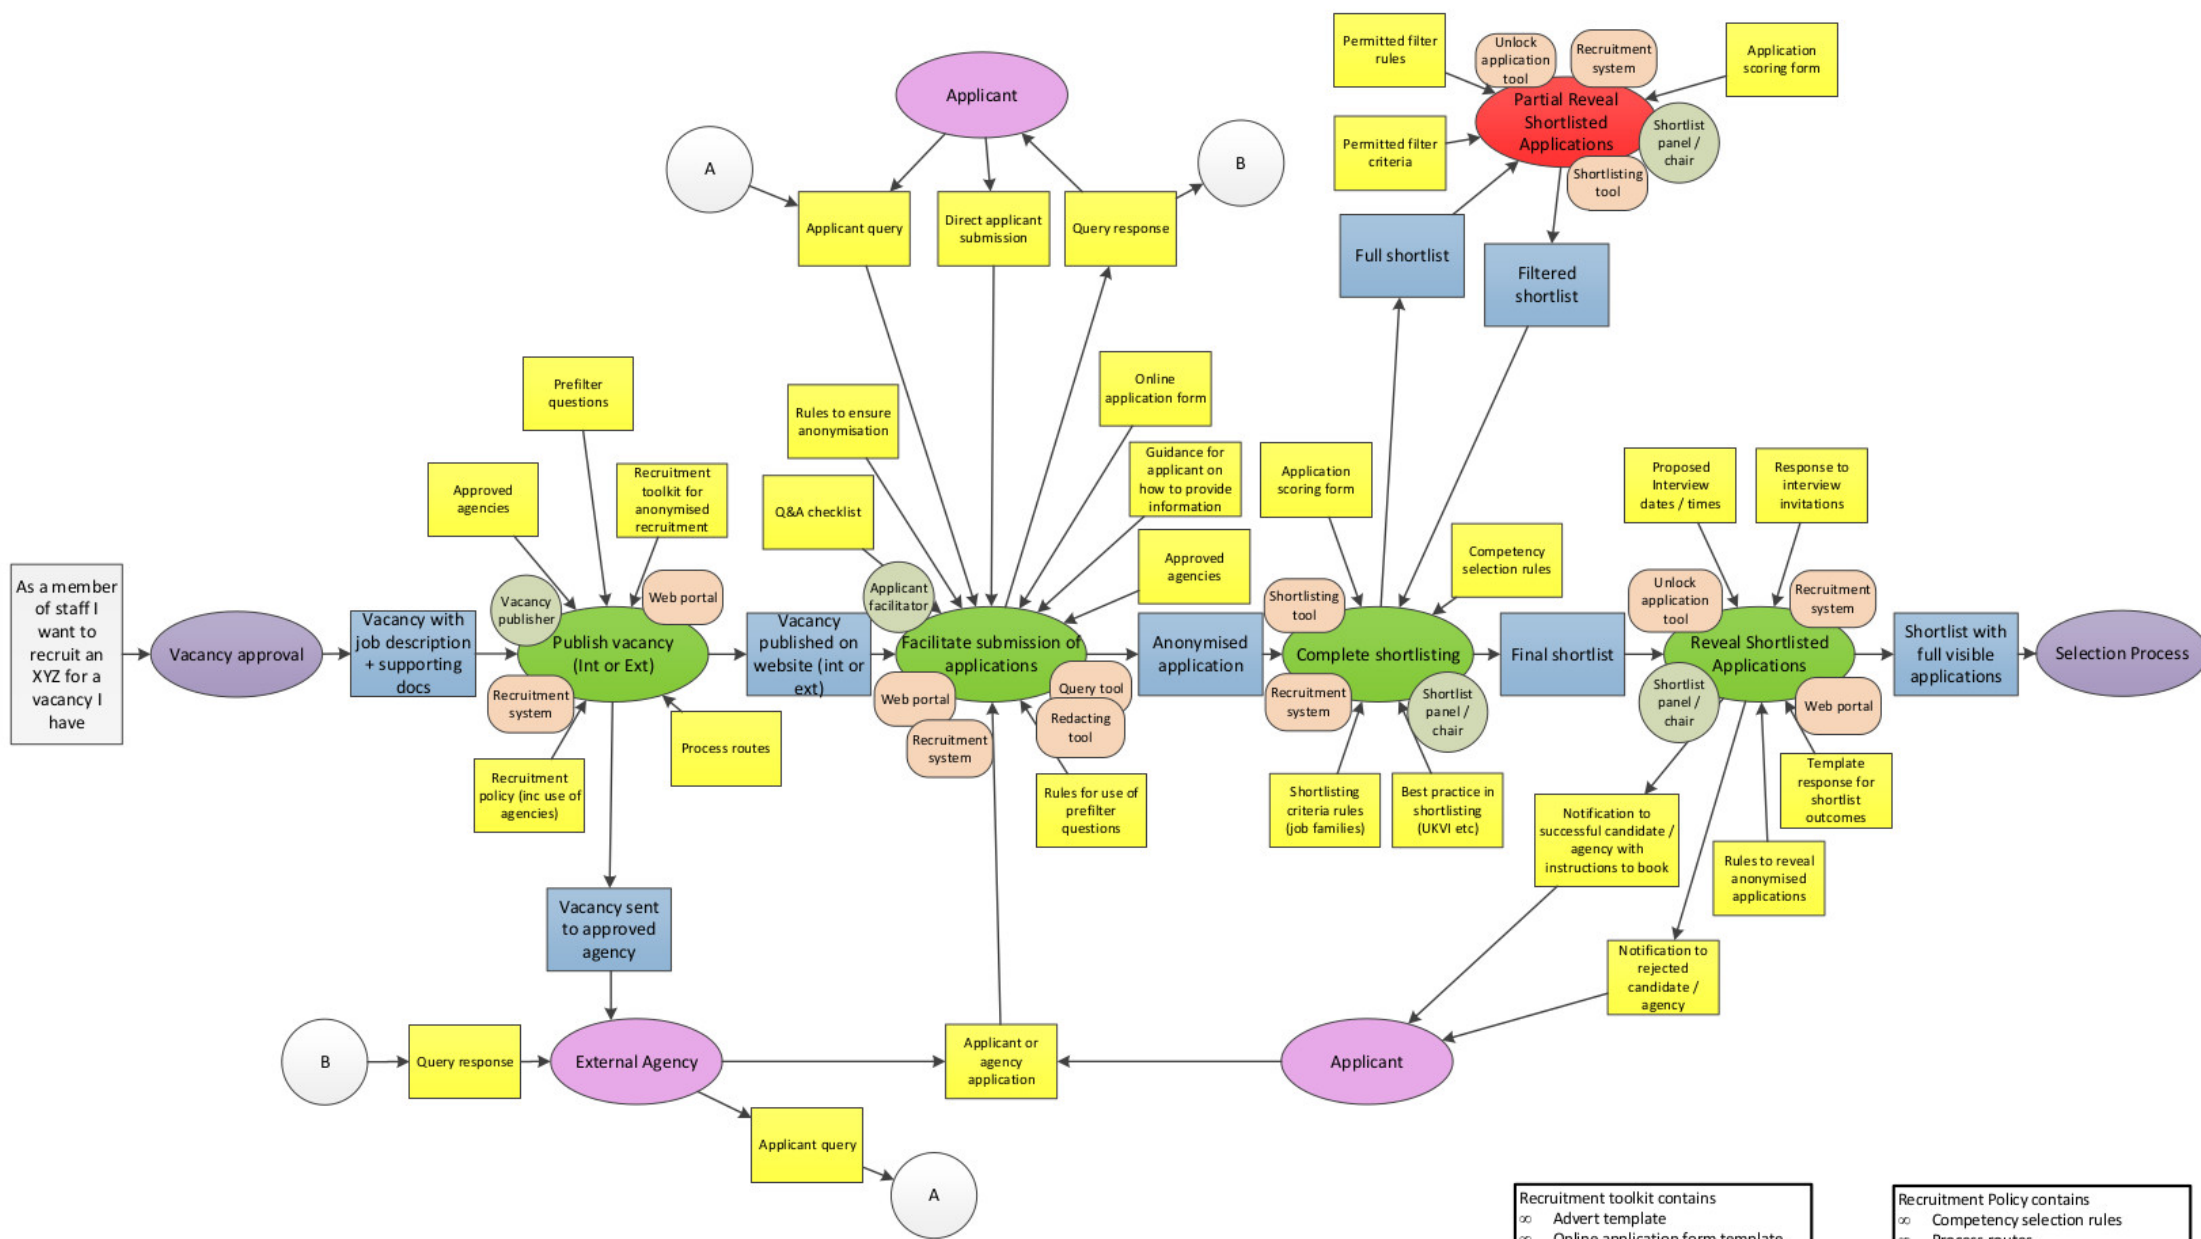 Permitted filter
rules
Unlock
application
tool
Recruitment
system
Application
scoring form
Applicant
Partial Reveal
Shortlisted
Applications
Shortlist
panel /
chair
Permitted filter
criteria
Shortlisting
tool
A
B
Applicant query
Direct applicant
submission
Query response
Full shortlist
Filtered
shortlist
Prefilter
questions
Online
application form
Rules to ensure
anonymisation
Guidance for
applicant on
how to provide
information
Approved
agencies
Recruitment
toolkit for
anonymised
recruitment
Q&A checklist
Application
scoring form
Proposed
Interview
dates / times
Response to
interview
invitations
Approved
agencies
Competency
selection rules
As a member
of staff I
want to
recruit an
XYZ for a
vacancy I
have
Vacancy approval
Vacancy with
job description
+ supporting
docs
Vacancy
publisher
Web portal
Publish vacancy
(Int or Ext)
Recruitment
system
Vacancy
published on
website (int or
ext)
Applicant
facilitator
Facilitate submission of
applications
Web portal
Recruitment
system
Query tool
Redacting
tool
Anonymised
application
Shortlisting
tool
Complete shortlisting
Recruitment
system
Shortlist
panel /
chair
Final shortlist
Unlock
application
tool
Recruitment
system
Reveal Shortlisted
Applications
Shortlist
panel /
chair
Web portal
Shortlist with
full visible
applications
Selection Process
Recruitment
policy (inc use of
agencies)
Process routes
Rules for use of
prefilter
questions
Shortlisting
criteria rules
(job families)
Best practice in
shortlisting
(UKVI etc)
Notification to
successful candidate /
agency with
instructions to book
Template
response for
shortlist
outcomes
Rules to reveal
anonymised
applications
Vacancy sent
to approved
agency
Notification to
rejected
candidate /
agency
B
Query response
External Agency
Applicant or
agency
application
Applicant
Applicant query
A
Recruitment toolkit contains
∞ Advert template
∞ Online application form template
Recruitment Policy contains
∞ Competency selection rules
∞ Process routes